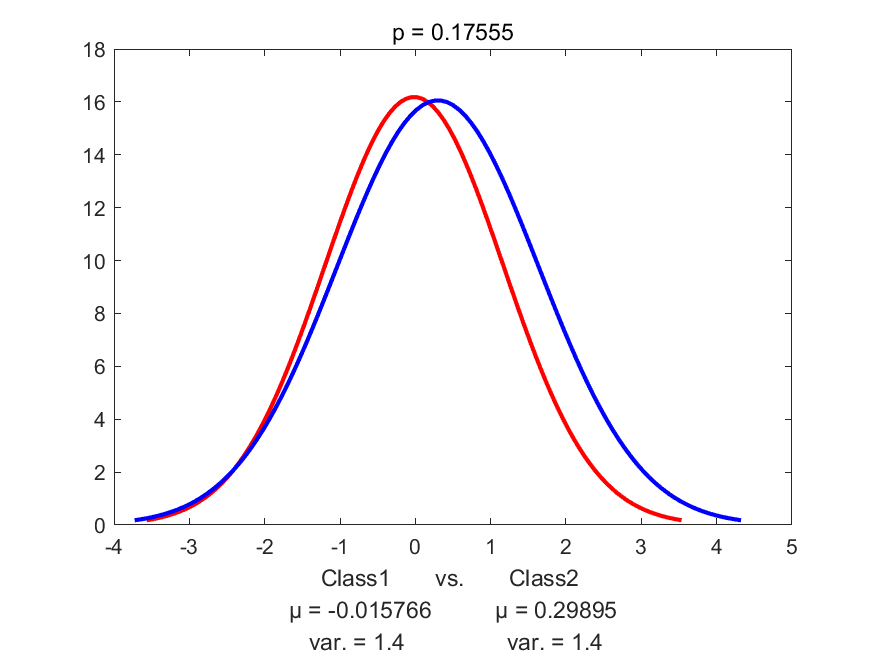 p = 0.17555
18
16
14
12
10
8
6
4
2
0
-4 -3 -2 -1 0 1 2 3 4 5
Class1 vs. Class2
μ = -0.015766 μ = 0.29895
var. = 1.4 var. = 1.4